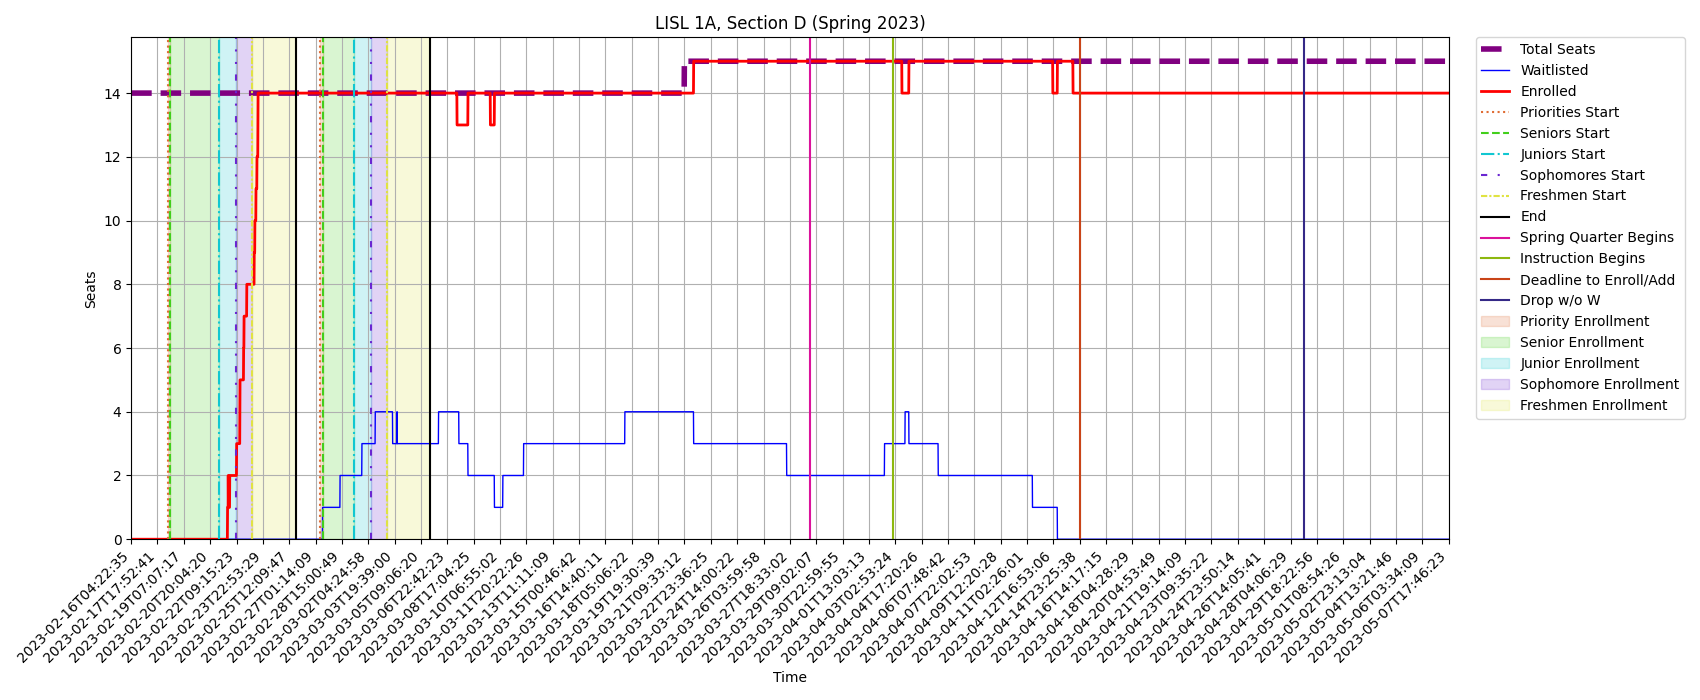 LISL 1A, Section D (Spring 2023)
Seats
14
12
10
8
6
4
2
0
2023-02-16T04:22:35
2023-02-17T17:52:41
2023-02-19T07:07:17
2023-02-20T20:04:20
2023-02-22T09:15:23
2023-02-23T22:53:29
2023-02-25T12:09:47
2023-02-27T01:14:09
2023-02-28T15:00:49
2023-03-02T04:24:58
2023-03-03T19:39:00
2023-03-05T09:06:20
2023-03-06T22:42:23
2023-03-08T17:04:25
2023-03-10T06:55:02
2023-03-11T20:22:26
2023-03-13T11:11:09
2023-03-15T00:46:42
2023-03-16T14:40:11
2023-03-18T05:06:22
2023-03-19T19:30:39
2023-03-21T09:33:12
2023-03-22T23:36:25
2023-03-24T14:00:22
2023-03-26T03:59:58
2023-03-27T18:33:02
2023-03-29T09:02:07
2023-03-30T22:59:55
2023-04-01T13:03:13
2023-04-03T02:53:24
2023-04-04T17:20:26
2023-04-06T07:48:42
2023-04-07T22:02:53
2023-04-09T12:20:28
2023-04-11T02:26:01
2023-04-12T16:53:06
2023-04-14T23:25:38
2023-04-16T14:17:15
2023-04-18T04:28:29
2023-04-20T04:53:49
2023-04-21T19:14:09
2023-04-23T09:35:22
2023-04-24T23:50:14
2023-04-26T14:05:41
2023-04-28T04:06:29
2023-04-29T18:22:56
2023-05-01T08:54:26
2023-05-02T23:13:04
2023-05-04T13:21:46
2023-05-06T03:34:09
2023-05-07T17:46:23
Time
Total Seats
Waitlisted
Enrolled
Priorities Start
Seniors Start
Juniors Start
Sophomores Start
Freshmen Start
End
Spring Quarter Begins
Instruction Begins
Deadline to Enroll/Add
Drop w/o W
Priority Enrollment
Senior Enrollment
Junior Enrollment
Sophomore Enrollment
Freshmen Enrollment